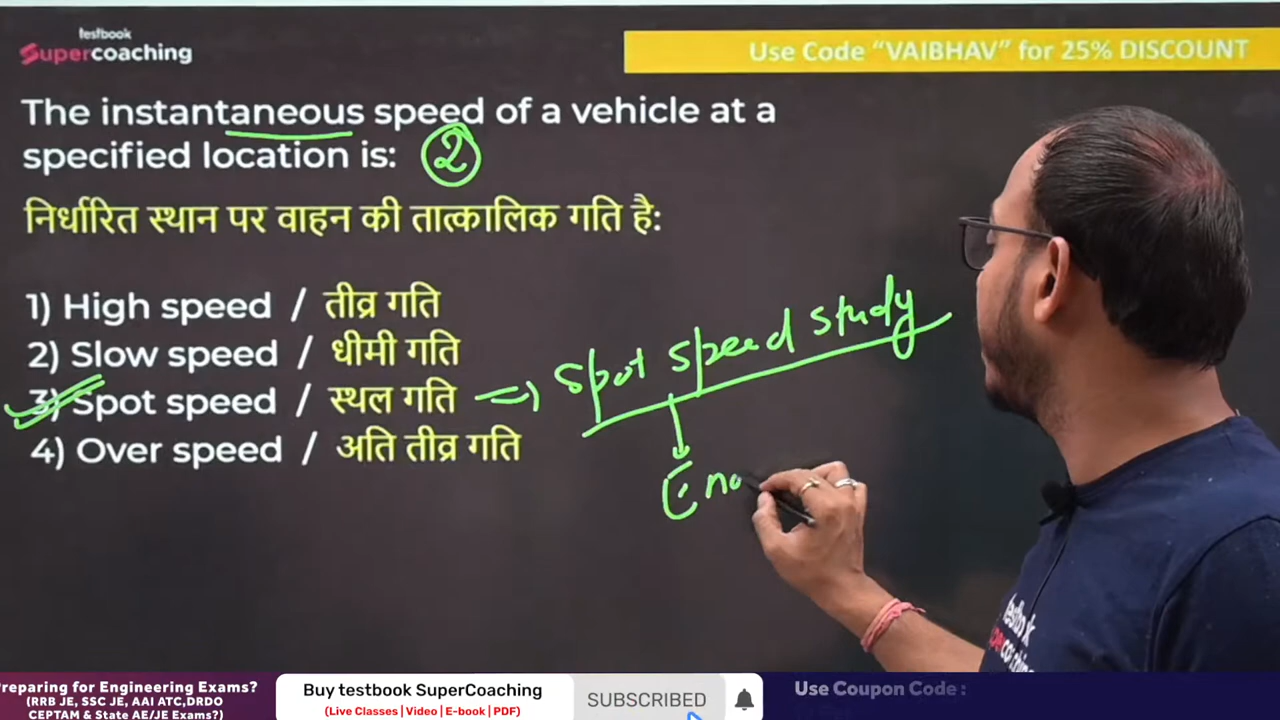 testbook
Supercoaching
Use Code “VAIBHAV” for 25% DISCOUNT
The instantaneous speed of a vehicle at a
specified location is: 2
निर्धारित स्थान पर वाहन की तात्कालिक गति है:
1) High speed / तीव्र गति
2) Slow speed / धीमी गति
3) Spot speed / स्थल गति => Spot speed study
4) Over speed / अति तीव्र गति
Preparing for Engineering Exams?
(RRB JE, SSC JE, AAI ATC,DRDO
CEPTAM & State AE/JE Exams?)
Buy testbook SuperCoaching
(Live Classes | Video | E-book | PDF)
SUBSCRIBED
Use Coupon Code :